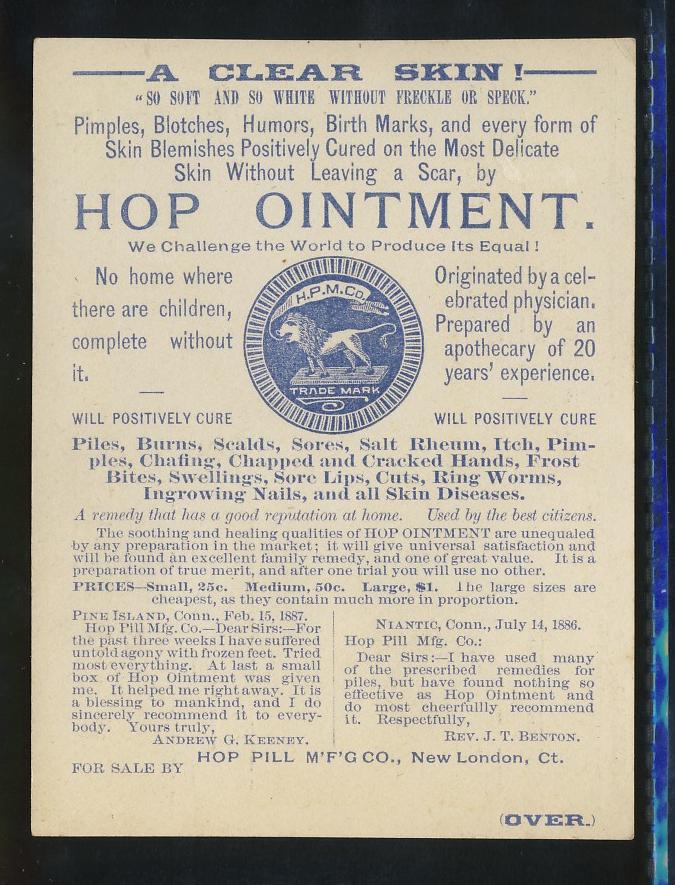 A CLEAR SKIN!
"SO SOFT AND SO WHITE WITHOUT FRECKLE OR SPECK."
Pimples, Blotches, Humors, Birth Marks, and every form of
Skin Blemishes Positively Cured on the Most Delicate
Skin Without Leaving a Scar, by
HOP OINTMENT.
We Challenge the World to Produce Its Equal!
No home where
there are children,
complete without
it.
H.P.M.Co.
TRADE MARK
Originated by a cel-
ebrated physician.
Prepared by an
apothecary of 20
years' experience.
WILL POSITIVELY CURE
WILL POSITIVELY CURE
Piles, Burns, Scalds, Sores, Salt Rheum, Itch, Pim-
ples, Chafing, Chapped and Cracked Hands, Frost
Bites, Swellings, Sore Lips, Cuts, Ring Worms,
Ingrowing Nails, and all Skin Diseases.
A remedy that has a good reputation at home. Used by the best citizens.
The soothing and healing qualities of HOP OINTMENT are unequaled
by any preparation in the market; it will give universal satisfaction and
will be found an excellent family remedy, and one of great value. It is a
preparation of true merit, and after one trial you will use no other.
PRICES—Small, 25c. Medium, 50c. Large, $1. The large sizes are
cheapest, as they contain much more in proportion.
PINE ISLAND, Conn., Feb. 15, 1887.
Hop Pill Mfg. Co.—Dear Sirs:—For
the past three weeks I have suffered
untold agony with frozen feet. Tried
most everything. At last a small
box of Hop Ointment was given
me. It helped me right away. It is
a blessing to mankind, and I do
sincerely recommend it to every-
body. Yours truly,
ANDREW G. KEENEY.
NIANTIC, Conn., July 14, 1886.
Hop Pill Mfg. Co.:
Dear Sirs:—I have used many
of the prescribed remedies for
piles, but have found nothing so
effective as Hop Ointment and
do most cheerfully recommend
it. Respectfully,
REV. J. T. BENTON.
HOP PILL M'F'G CO., New London, Ct.
FOR SALE BY
(OVER.)